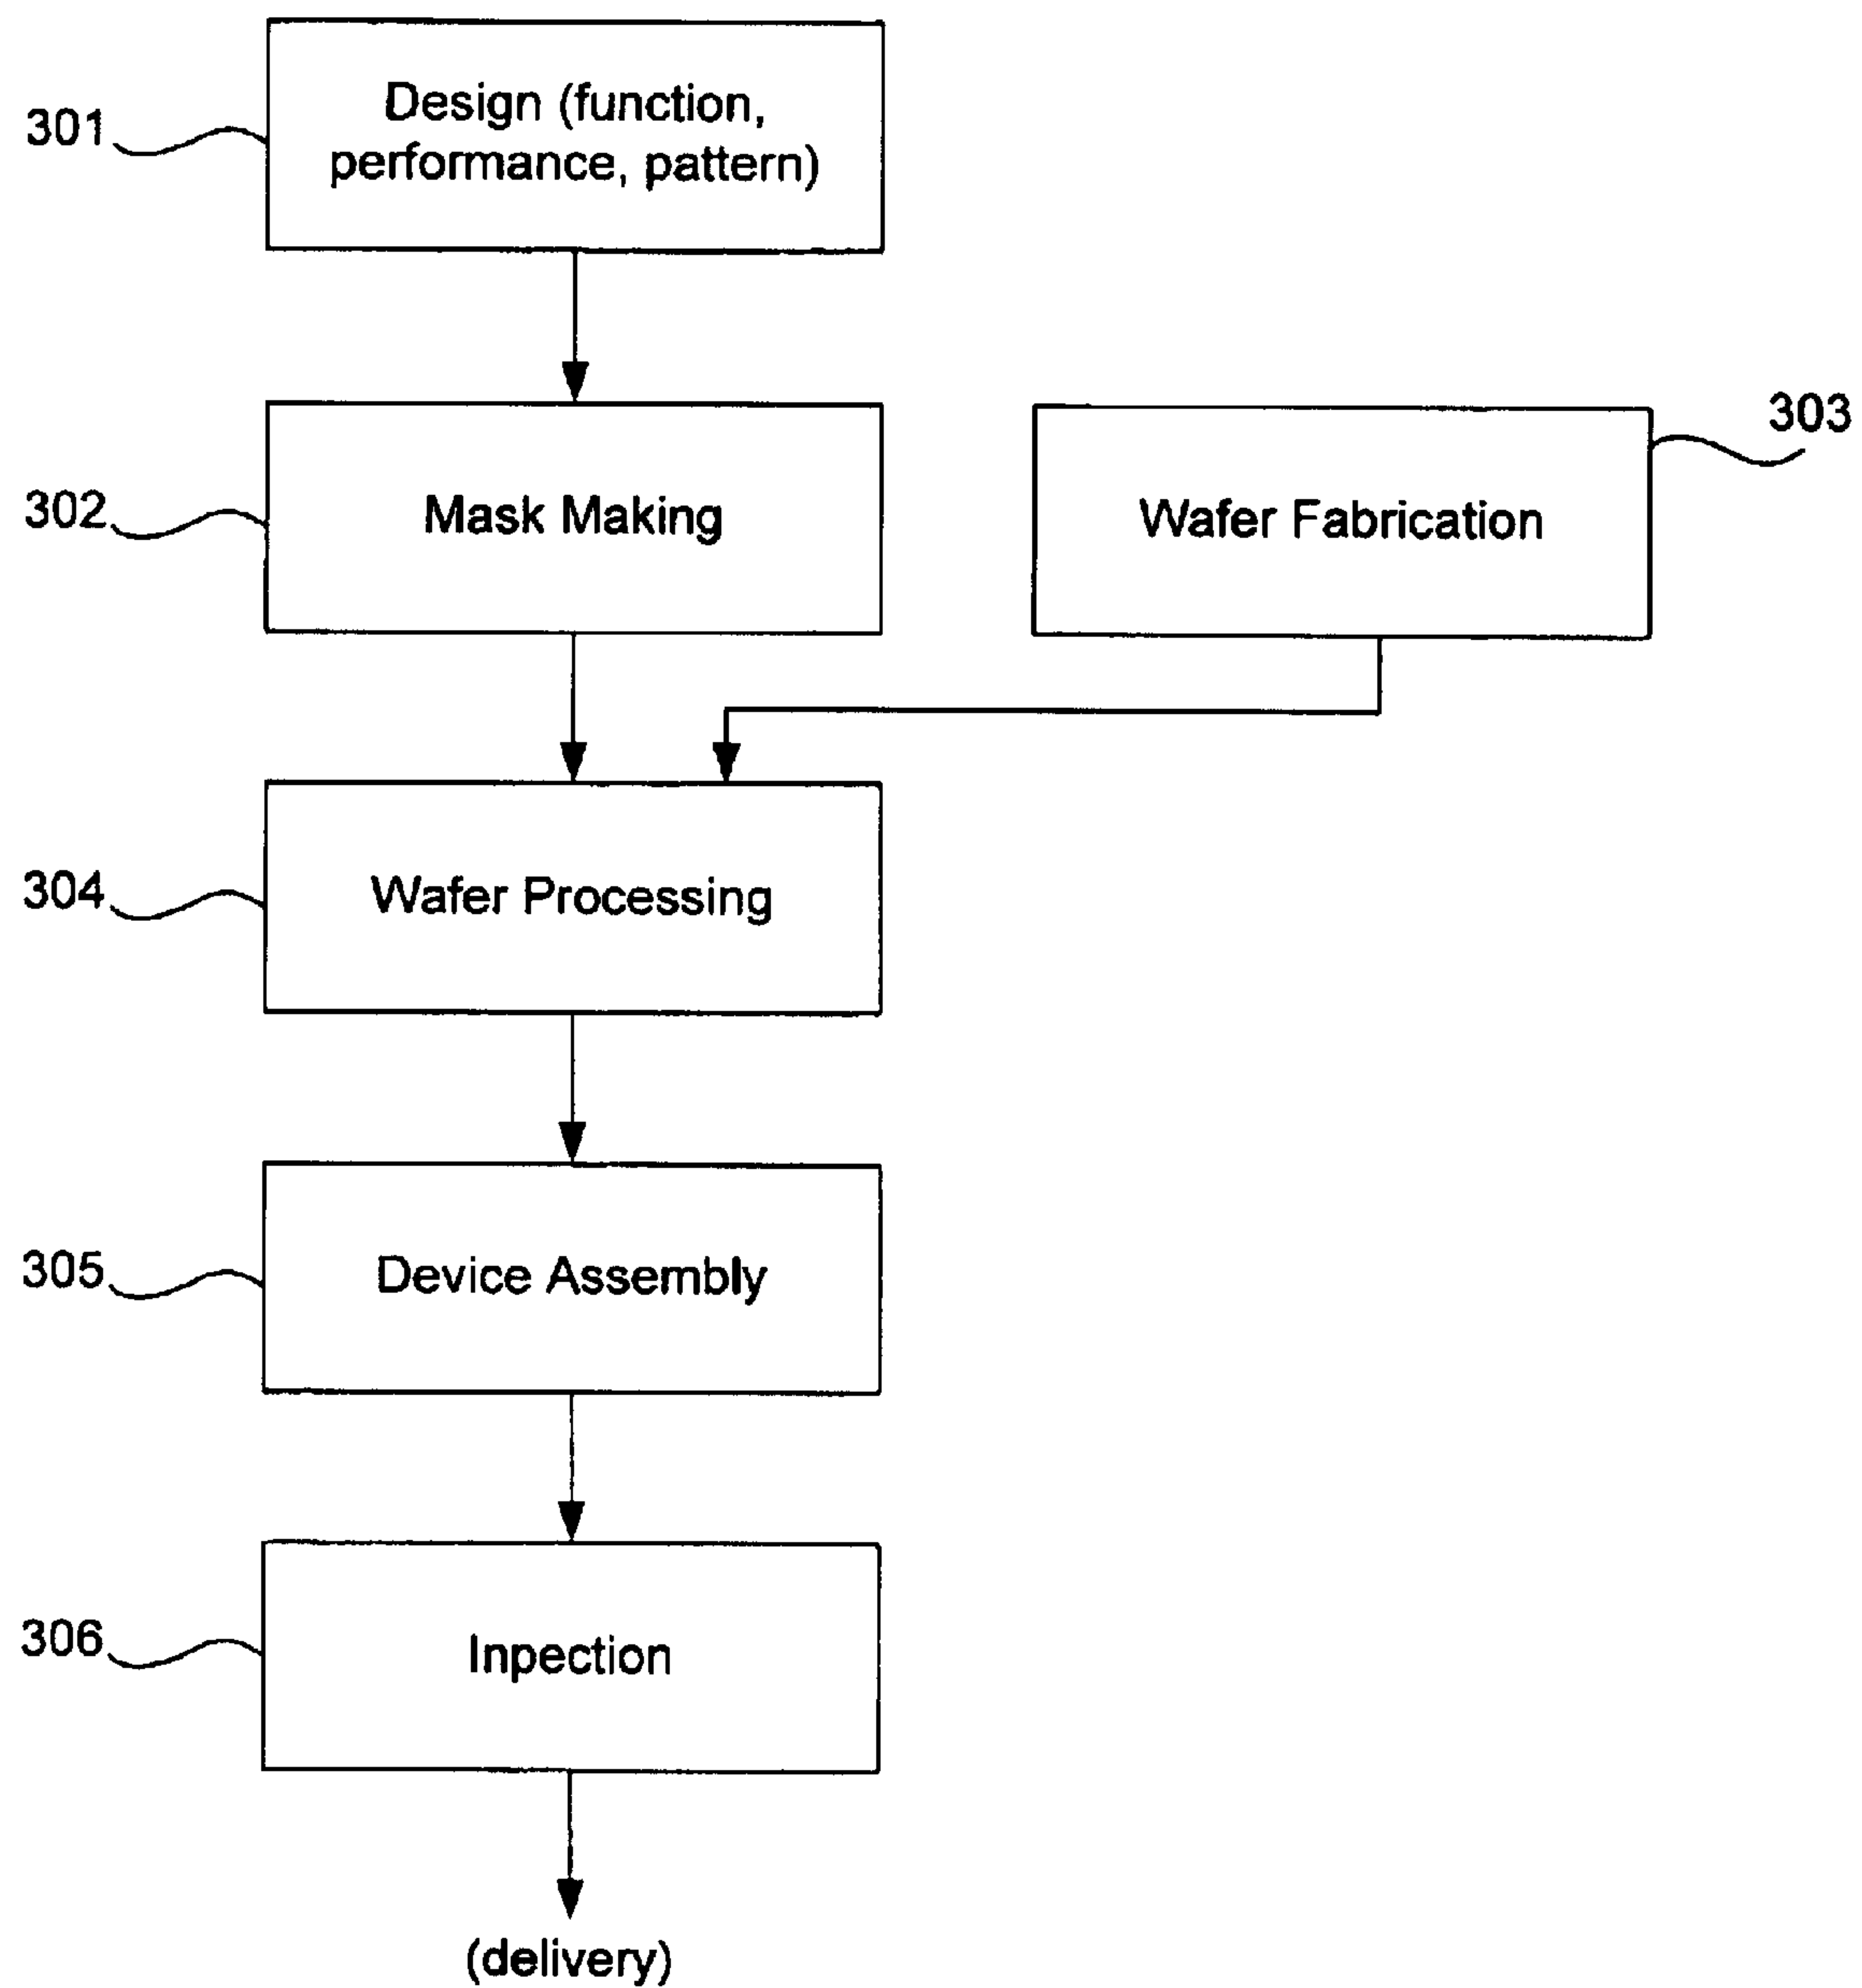 301
Design (function,
performance, pattern)
302
Mask Making
Wafer Fabrication
303
304
Wafer Processing
305
Device Assembly
306
Inpection
(delivery)